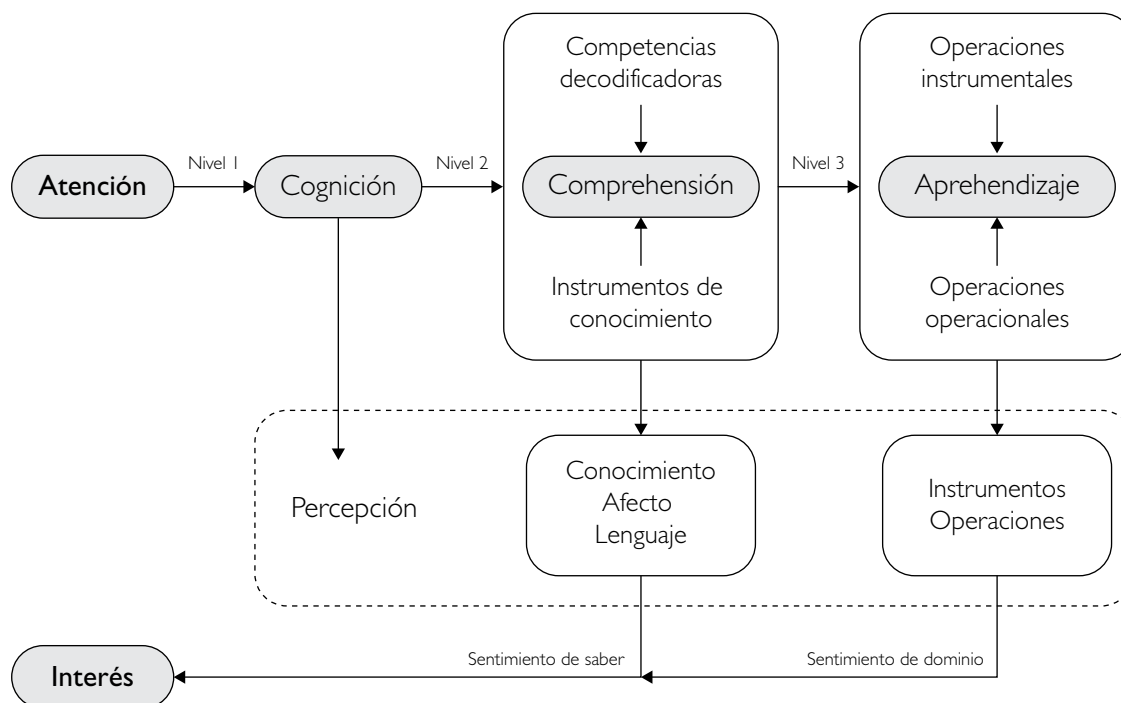 Competencias
decodificadoras
Operaciones
instrumentales
Atención
Nivel 1
Cognición
Nivel 2
Comprehensión
Nivel 3
Aprehendizaje
Instrumentos de
conocimiento
Operaciones
operacionales
Percepción
Conocimiento
Afecto
Lenguaje
Instrumentos
Operaciones
Sentimiento de saber
Sentimiento de dominio
Interés